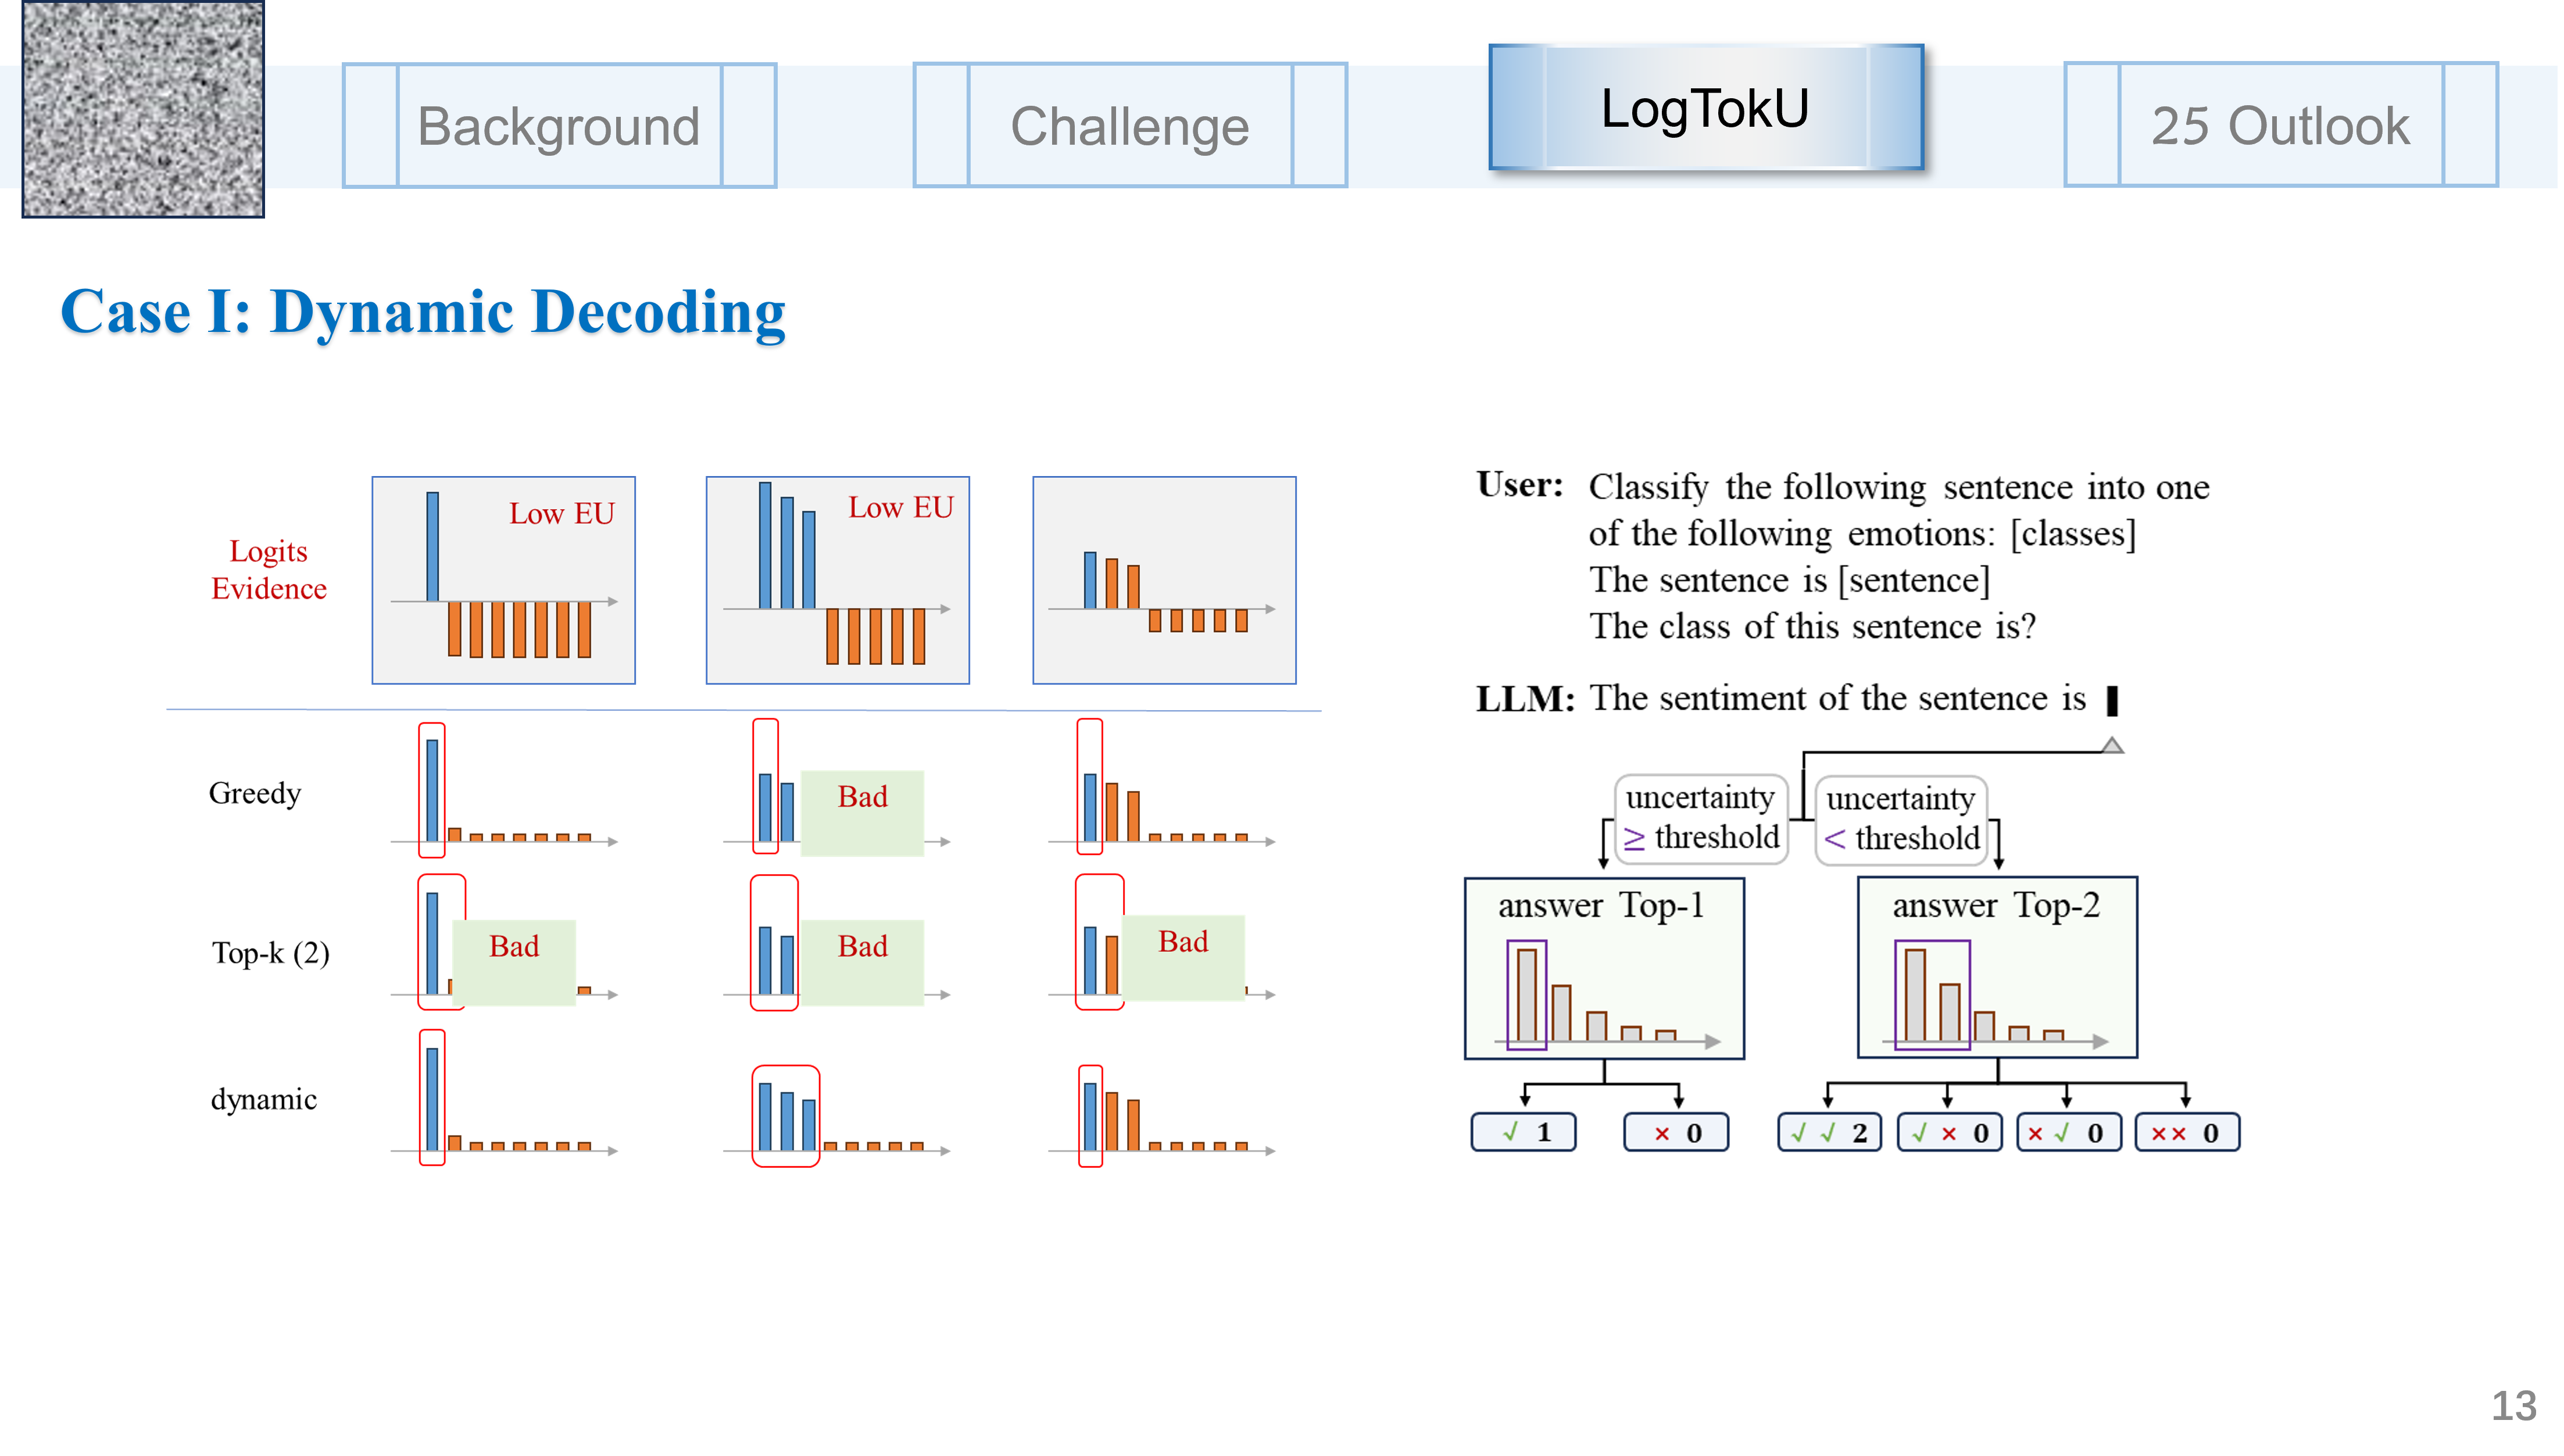 Background
Challenge
LogTokU
25 Outlook
Case I: Dynamic Decoding
Logits
Evidence
Low EU
Low EU
Greedy
Bad
Top-k (2)
Bad
Bad
Bad
dynamic
User: Classify the following sentence into one
of the following emotions: [classes]
The sentence is [sentence]
The class of this sentence is?
LLM: The sentiment of the sentence is
uncertainty
≥ threshold
uncertainty
< threshold
answer Top-1
answer Top-2
√ 1
× 0
√ √ 2
√ × 0
× √ 0
×× 0
13